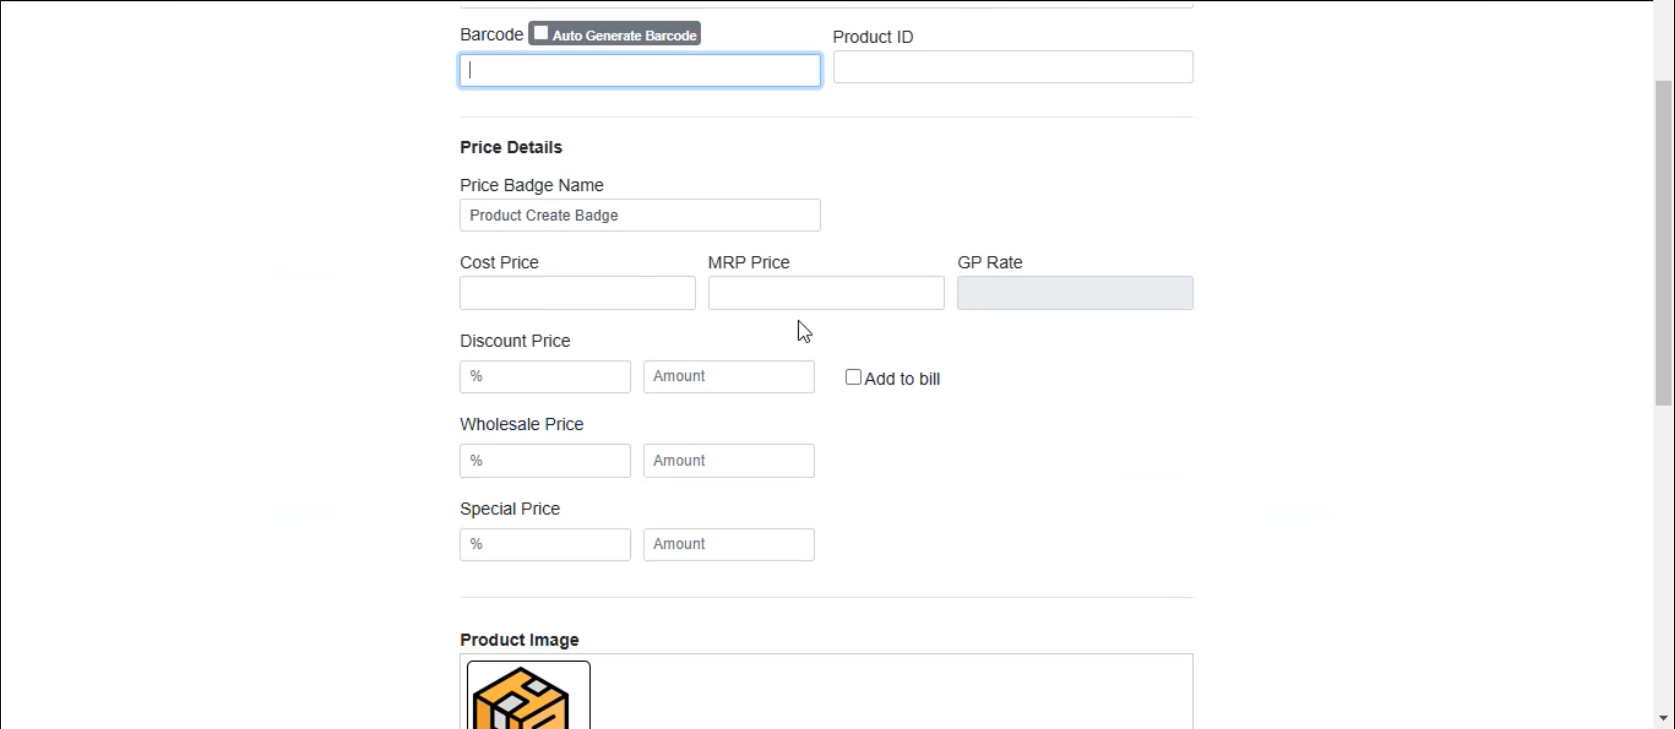 Barcode Auto Generate Barcode Product ID
Price Details
Price Badge Name
Product Create Badge
Cost Price MRP Price GP Rate
Discount Price
% Amount Add to bill
Wholesale Price
% Amount
Special Price
% Amount
Product Image